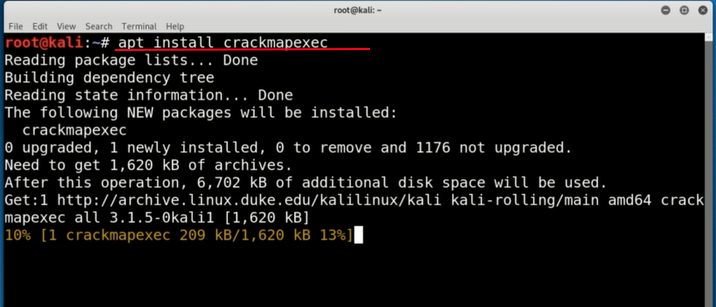 root@kali: ~
File Edit View Search Terminal Help
root@kali:~# apt install crackmapexec
Reading package lists... Done
Building dependency tree
Reading state information... Done
The following NEW packages will be installed:
  crackmapexec
0 upgraded, 1 newly installed, 0 to remove and 1176 not upgraded.
Need to get 1,620 kB of archives.
After this operation, 6,702 kB of additional disk space will be used.
Get:1 http://archive.linux.duke.edu/kalilinux/kali kali-rolling/main amd64 crack
mapexec all 3.1.5-0kali1 [1,620 kB]
10% [1 crackmapexec 209 kB/1,620 kB 13%]